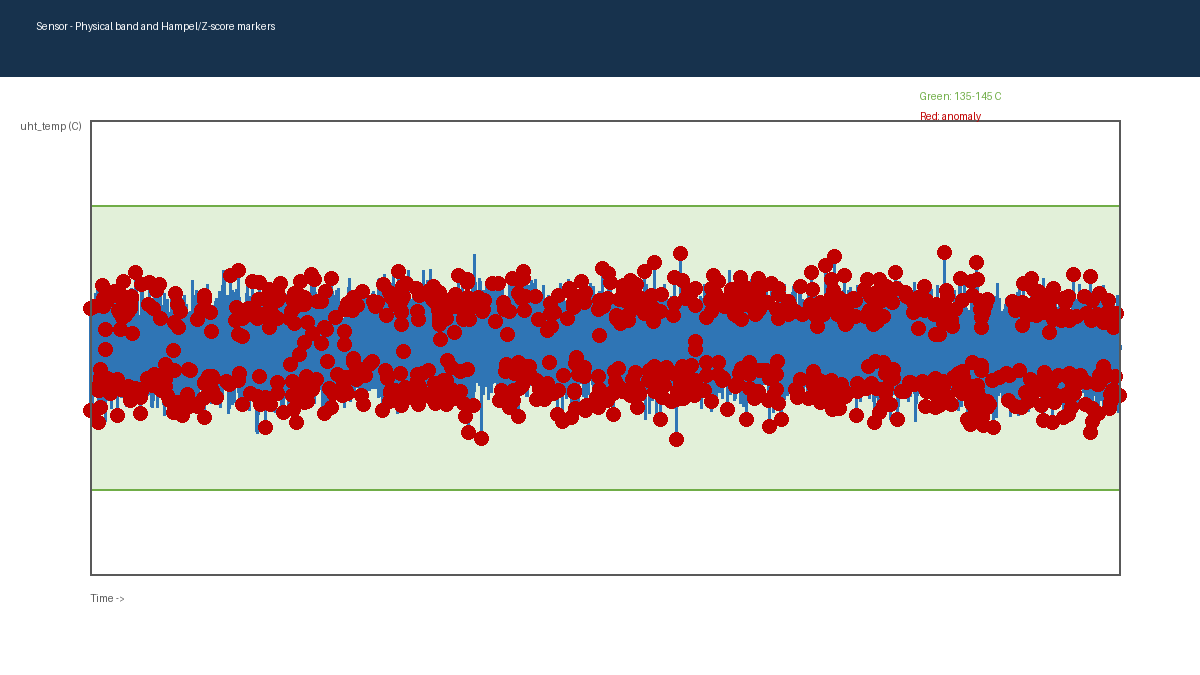 Sensor - Physical band and Hampel/Z-score markers
Green: 135-145 C
Red: anomaly
uht_temp (C)
Time ->